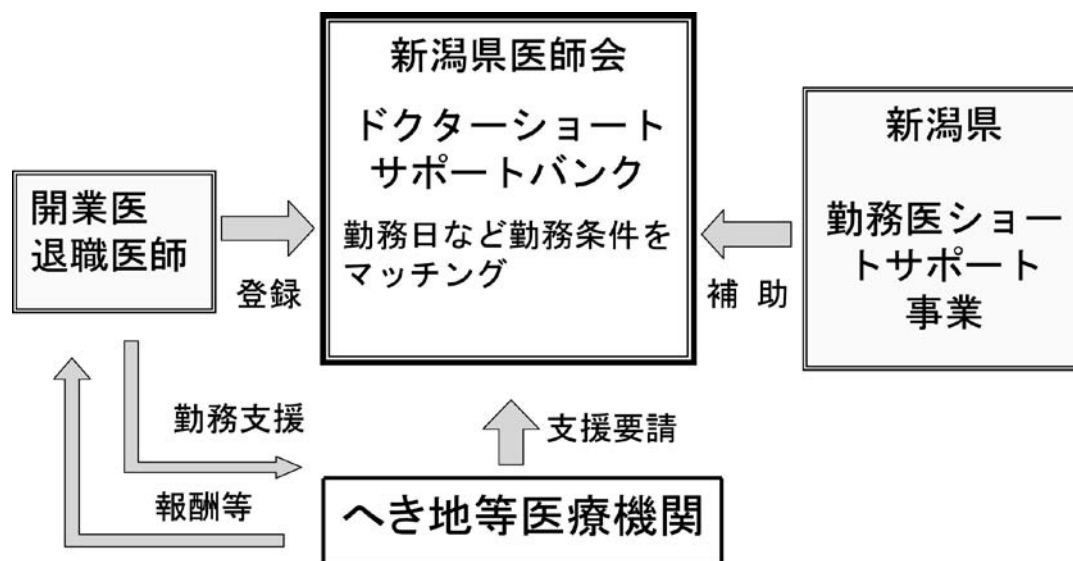 新潟県医師会
ドクターショート
サポートバンク
勤務日など勤務条件を
マッチング
新潟県
勤務医ショー
トサポート
事業
開業医
退職医師
登録
補 助
勤務支援
支援要請
報酬等
へき地等医療機関